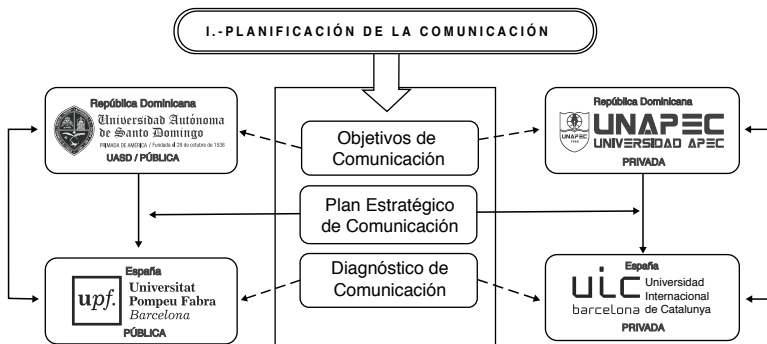 I.-PLANIFICACIÓN DE LA COMUNICACIÓN
República Dominicana
Universidad Autónoma
de Santo Domingo
PRIMADA DE AMÉRICA / Fundada el 28 de octubre de 1538
UASD / PÚBLICA
Objetivos de
Comunicación
República Dominicana
UNAPEC
UNAPEC
UNIVERSIDAD APEC
PRIVADA
Plan Estratégico
de Comunicación
España
upf.
Universitat
Pompeu Fabra
Barcelona
PÚBLICA
Diagnóstico de
Comunicación
España
uic
barcelona
Universidad
Internacional
de Catalunya
PRIVADA